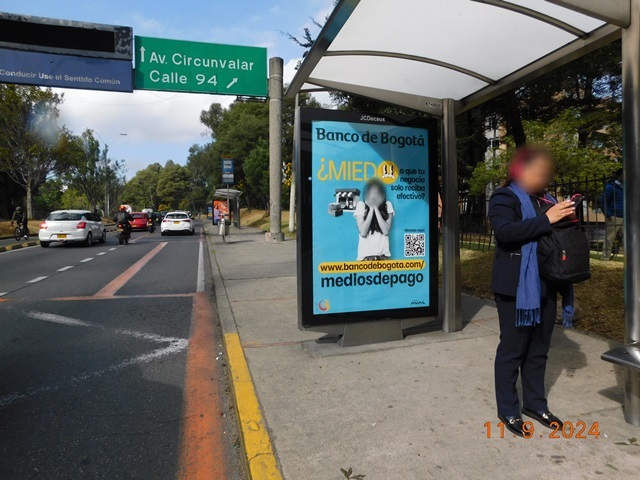 Conducir Use el Sentido Común
Av. Circunvalar
Calle 94
JCDecaux
Banco de Bogotá
¿MIEDO
a que tu
negocio
solo reciba
efectivo?
www.bancodebogota.com/
mediosdepago
AVAL
11.9.2024